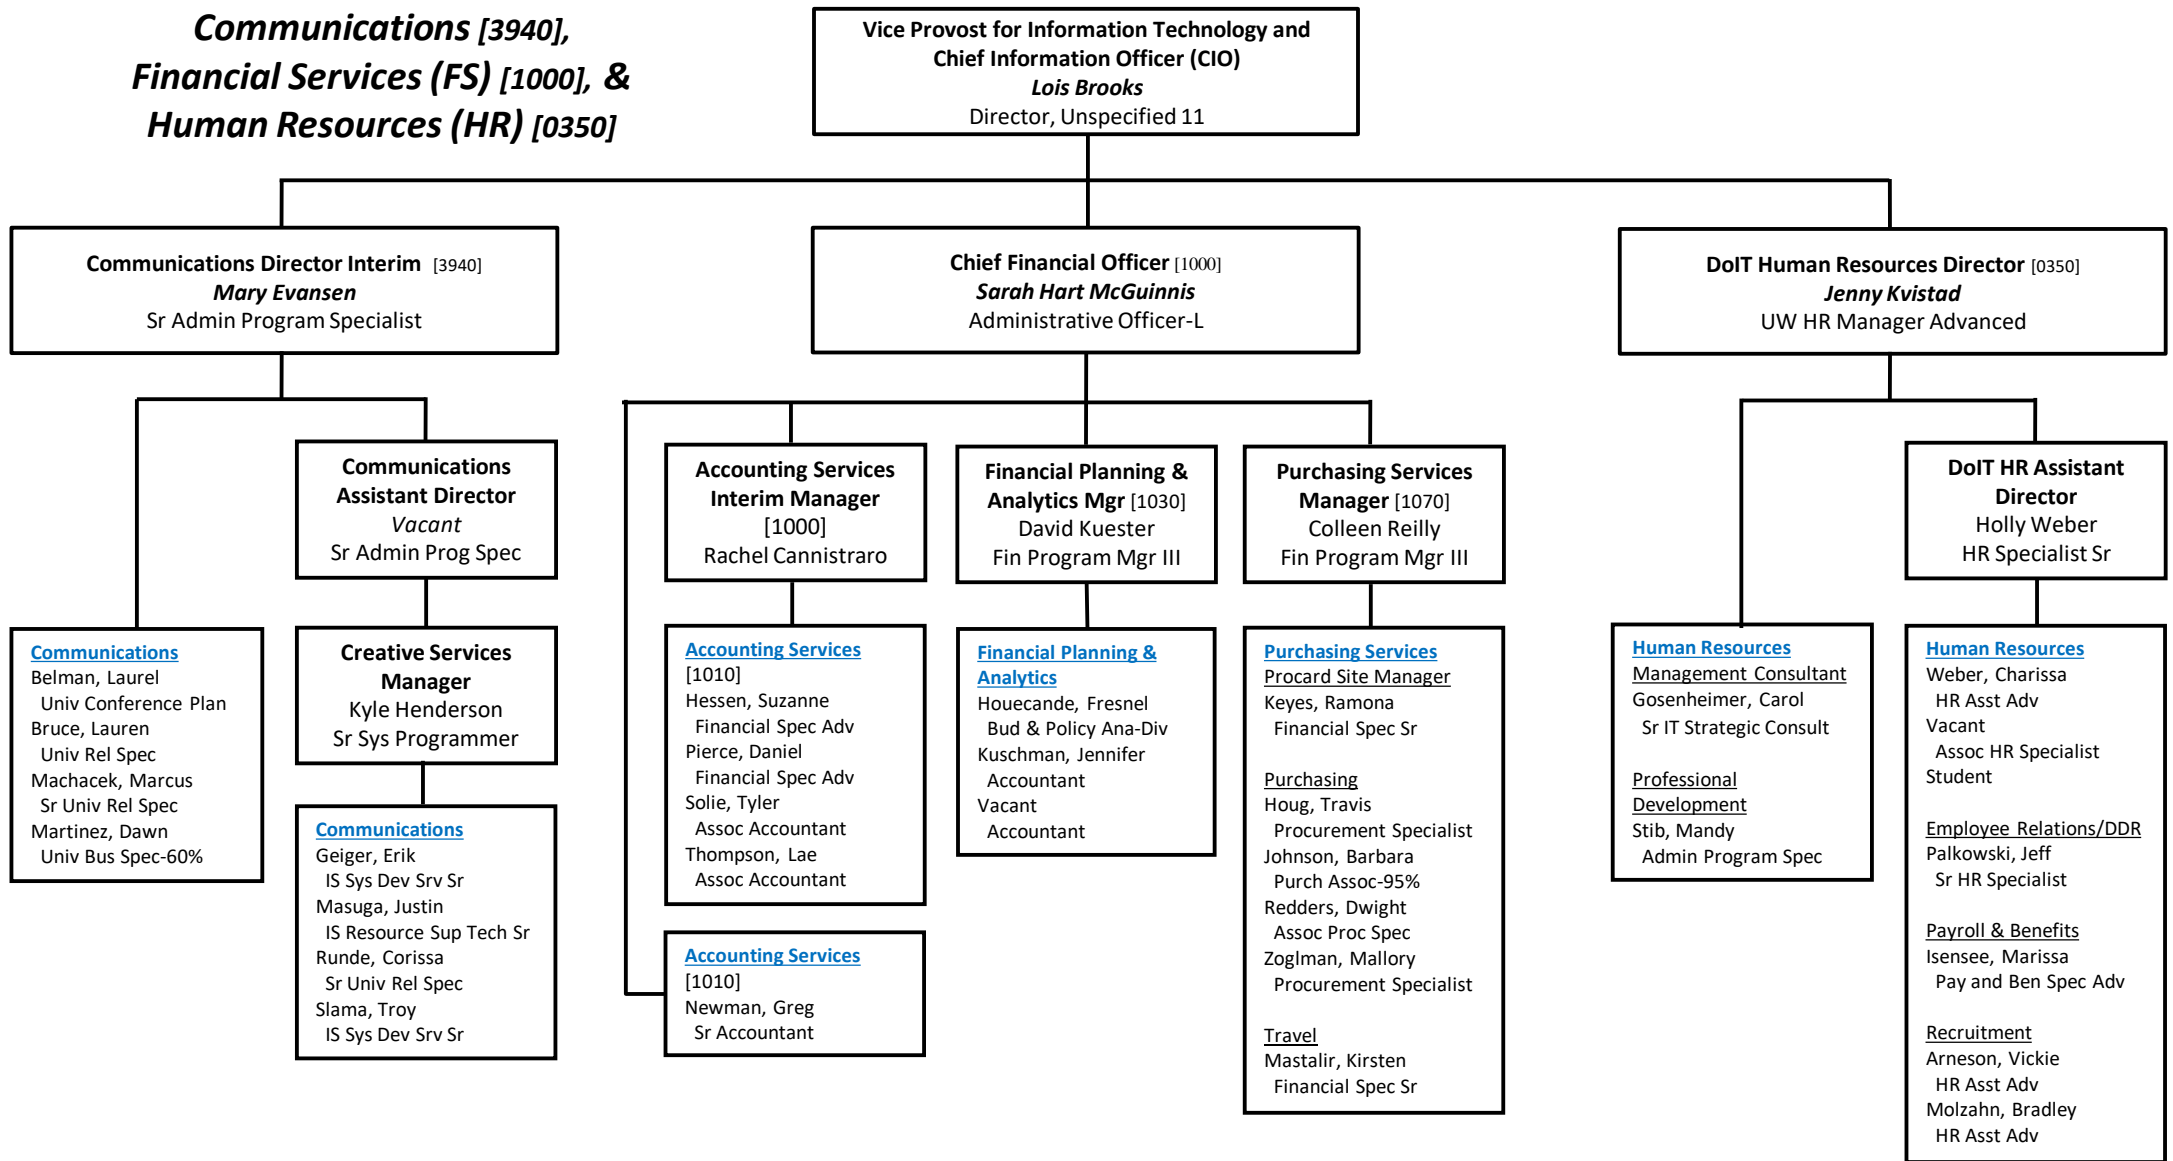 Communications [3940],
Financial Services (FS) [1000], &
Human Resources (HR) [0350]
Vice Provost for Information Technology and
Chief Information Officer (CIO)
Lois Brooks
Director, Unspecified 11
Communications Director Interim [3940]
Mary Evansen
Sr Admin Program Specialist
Chief Financial Officer [1000]
Sarah Hart McGuinnis
Administrative Officer-L
DoIT Human Resources Director [0350]
Jenny Kvistad
UW HR Manager Advanced
Communications
Assistant Director
Vacant
Sr Admin Prog Spec
Accounting Services
Interim Manager
[1000]
Rachel Cannistraro
Financial Planning &
Analytics Mgr [1030]
David Kuester
Fin Program Mgr III
Purchasing Services
Manager [1070]
Colleen Reilly
Fin Program Mgr III
DoIT HR Assistant
Director
Holly Weber
HR Specialist Sr
Communications
Belman, Laurel
Univ Conference Plan
Bruce, Lauren
Univ Rel Spec
Machacek, Marcus
Sr Univ Rel Spec
Martinez, Dawn
Univ Bus Spec-60%
Creative Services
Manager
Kyle Henderson
Sr Sys Programmer
Communications
Geiger, Erik
IS Sys Dev Srv Sr
Masuga, Justin
IS Resource Sup Tech Sr
Runde, Corissa
Sr Univ Rel Spec
Slama, Troy
IS Sys Dev Srv Sr
Accounting Services
[1010]
Hessen, Suzanne
Financial Spec Adv
Pierce, Daniel
Financial Spec Adv
Solie, Tyler
Assoc Accountant
Thompson, Lae
Assoc Accountant
Accounting Services
[1010]
Newman, Greg
Sr Accountant
Financial Planning &
Analytics
Houecande, Fresnel
Bud & Policy Ana-Div
Kuschman, Jennifer
Accountant
Vacant
Accountant
Purchasing Services
Procard Site Manager
Keyes, Ramona
Financial Spec Sr
Purchasing
Houg, Travis
Procurement Specialist
Johnson, Barbara
Purch Assoc-95%
Redders, Dwight
Assoc Proc Spec
Zoglman, Mallory
Procurement Specialist
Travel
Mastalir, Kirsten
Financial Spec Sr
Human Resources
Management Consultant
Gosenheimer, Carol
Sr IT Strategic Consult
Professional
Development
Stib, Mandy
Admin Program Spec
Human Resources
Weber, Charissa
HR Asst Adv
Vacant
Assoc HR Specialist
Student
Employee Relations/DDR
Palkowski, Jeff
Sr HR Specialist
Payroll & Benefits
Isensee, Marissa
Pay and Ben Spec Adv
Recruitment
Arneson, Vickie
HR Asst Adv
Molzahn, Bradley
HR Asst Adv